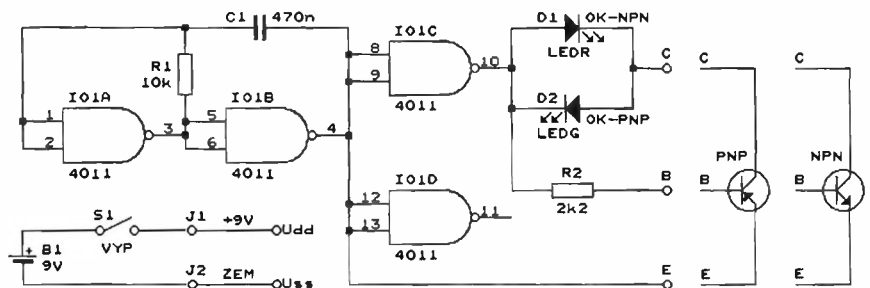 C1 470n
R1
10k
IO1A
1
2
3
4011
IO1B
5
6
4
4011
IO1C
8
9
10
4011
IO1D
12
13
11
4011
D1 OK-NPN
LEDR
D2
LEDG OK-PNP
R2
2k2
C
B
E
C
B
E
PNP
C
B
E
NPN
S1
VYP
J1 +9V Udd
+
B1
9V
J2 ZEM Uss